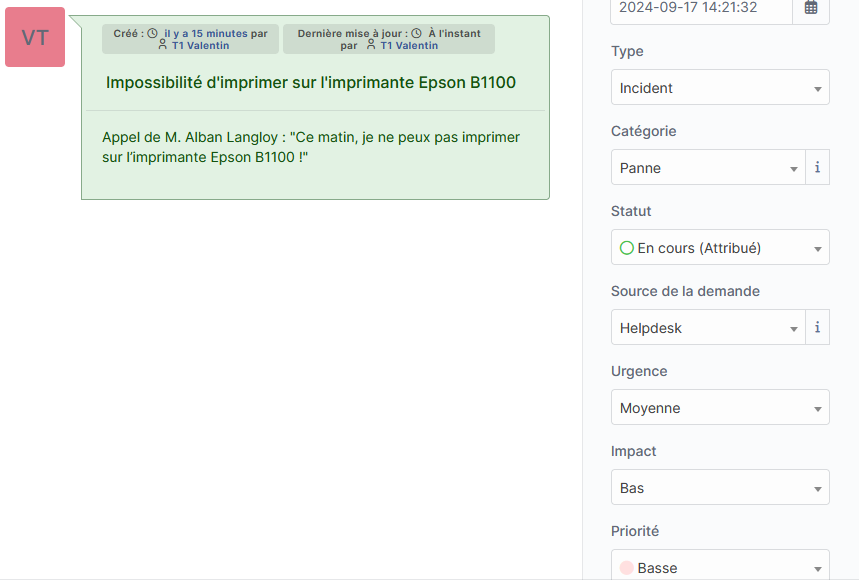 VT
Créé : il y a 15 minutes par
T1 Valentin
Dernière mise à jour : À l'instant
par T1 Valentin
Impossibilité d'imprimer sur l'imprimante Epson B1100
Appel de M. Alban Langloy : "Ce matin, je ne peux pas imprimer
sur l’imprimante Epson B1100 !"
2024-09-17 14:21:32
Type
Incident
Catégorie
Panne
i
Statut
En cours (Attribué)
Source de la demande
Helpdesk
i
Urgence
Moyenne
Impact
Bas
Priorité
Basse